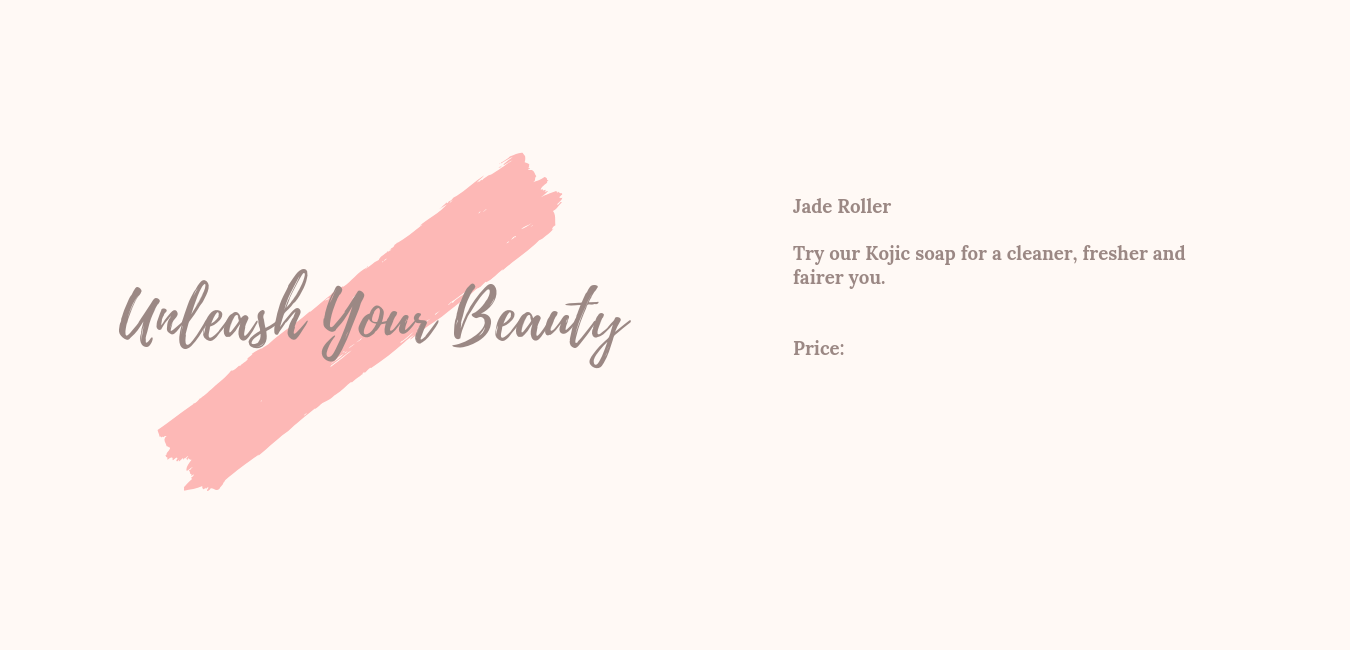 Unleash Your Beauty
Jade Roller
Try our Kojic soap for a cleaner, fresher and
fairer you.
Price: